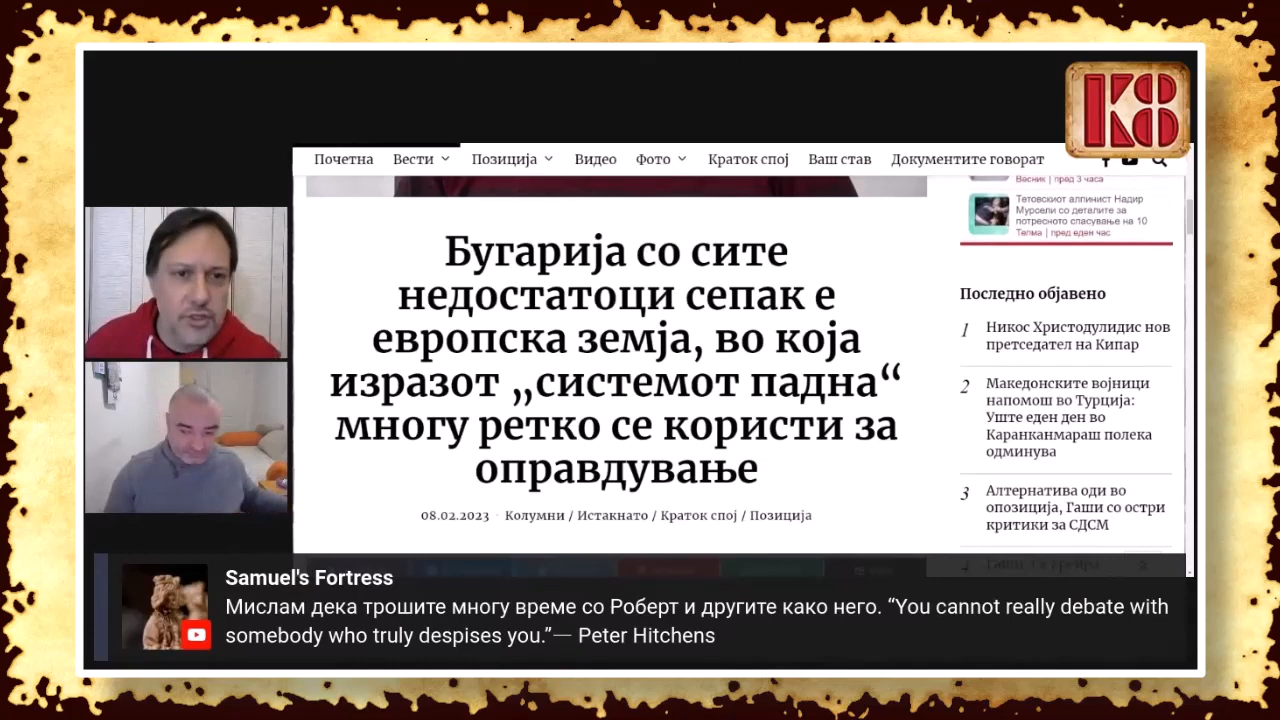 K8
Почетна Вести Позиција Видео Фото Краток спој Ваш став Документите говорат
Весник | пред 3 часа
Тетовскиот алпинист Надир
Мурсели со деталите за
потресното спасување на 10
Телма | пред еден час
Бугарија со сите
недостатоци сепак е
европска земја, во која
изразот „системот падна“
многу ретко се користи за
оправдување
08.02.2023 · Колумни / Истакнато / Краток спој / Позиција
Последно објавено
1 Никос Христодулидис нов
претседател на Кипар
2 Македонските војници
напомош во Турција:
Уште еден ден во
Каранканмараш полека
одминува
3 Алтернатива оди во
опозиција, Гаши со остри
критики за СДСМ
Samuel's Fortress
Мислам дека трошите многу време со Роберт и другите како него. “You cannot really debate with
somebody who truly despises you.”— Peter Hitchens